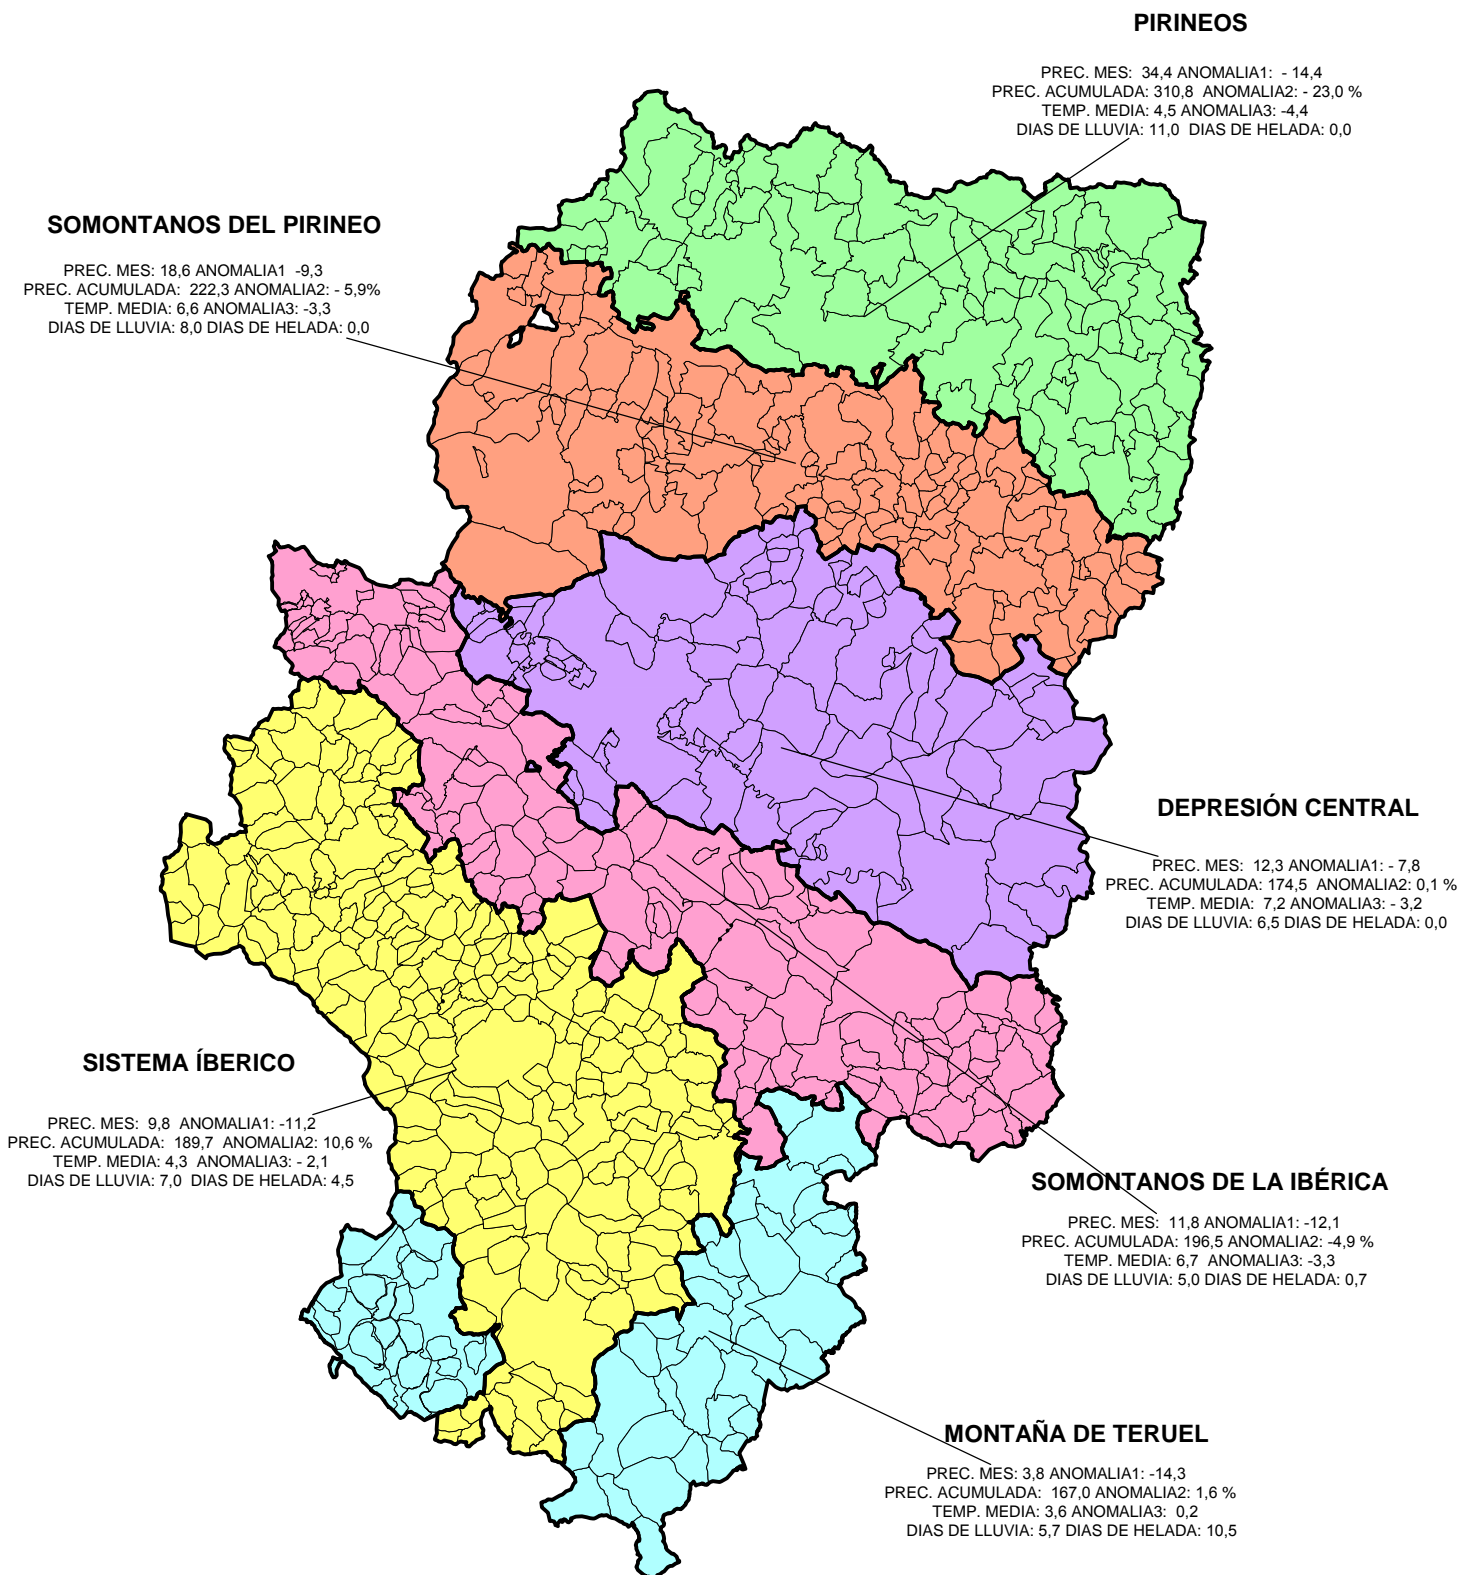 PIRINEOS
PREC. MES: 34,4 ANOMALIA1: - 14,4
PREC. ACUMULADA: 310,8 ANOMALIA2: - 23,0 %
TEMP. MEDIA: 4,5 ANOMALIA3: -4,4
DIAS DE LLUVIA: 11,0 DIAS DE HELADA: 0,0
SOMONTANOS DEL PIRINEO
PREC. MES: 18,6 ANOMALIA1 -9,3
PREC. ACUMULADA: 222,3 ANOMALIA2: - 5,9%
TEMP. MEDIA: 6,6 ANOMALIA3: -3,3
DIAS DE LLUVIA: 8,0 DIAS DE HELADA: 0,0
DEPRESIÓN CENTRAL
PREC. MES: 12,3 ANOMALIA1: - 7,8
PREC. ACUMULADA: 174,5 ANOMALIA2: 0,1 %
TEMP. MEDIA: 7,2 ANOMALIA3: - 3,2
DIAS DE LLUVIA: 6,5 DIAS DE HELADA: 0,0
SISTEMA ÍBERICO
PREC. MES: 9,8 ANOMALIA1: -11,2
PREC. ACUMULADA: 189,7 ANOMALIA2: 10,6 %
TEMP. MEDIA: 4,3 ANOMALIA3: - 2,1
DIAS DE LLUVIA: 7,0 DIAS DE HELADA: 4,5
SOMONTANOS DE LA IBÉRICA
PREC. MES: 11,8 ANOMALIA1: -12,1
PREC. ACUMULADA: 196,5 ANOMALIA2: -4,9 %
TEMP. MEDIA: 6,7 ANOMALIA3: -3,3
DIAS DE LLUVIA: 5,0 DIAS DE HELADA: 0,7
MONTAÑA DE TERUEL
PREC. MES: 3,8 ANOMALIA1: -14,3
PREC. ACUMULADA: 167,0 ANOMALIA2: 1,6 %
TEMP. MEDIA: 3,6 ANOMALIA3: 0,2
DIAS DE LLUVIA: 5,7 DIAS DE HELADA: 10,5